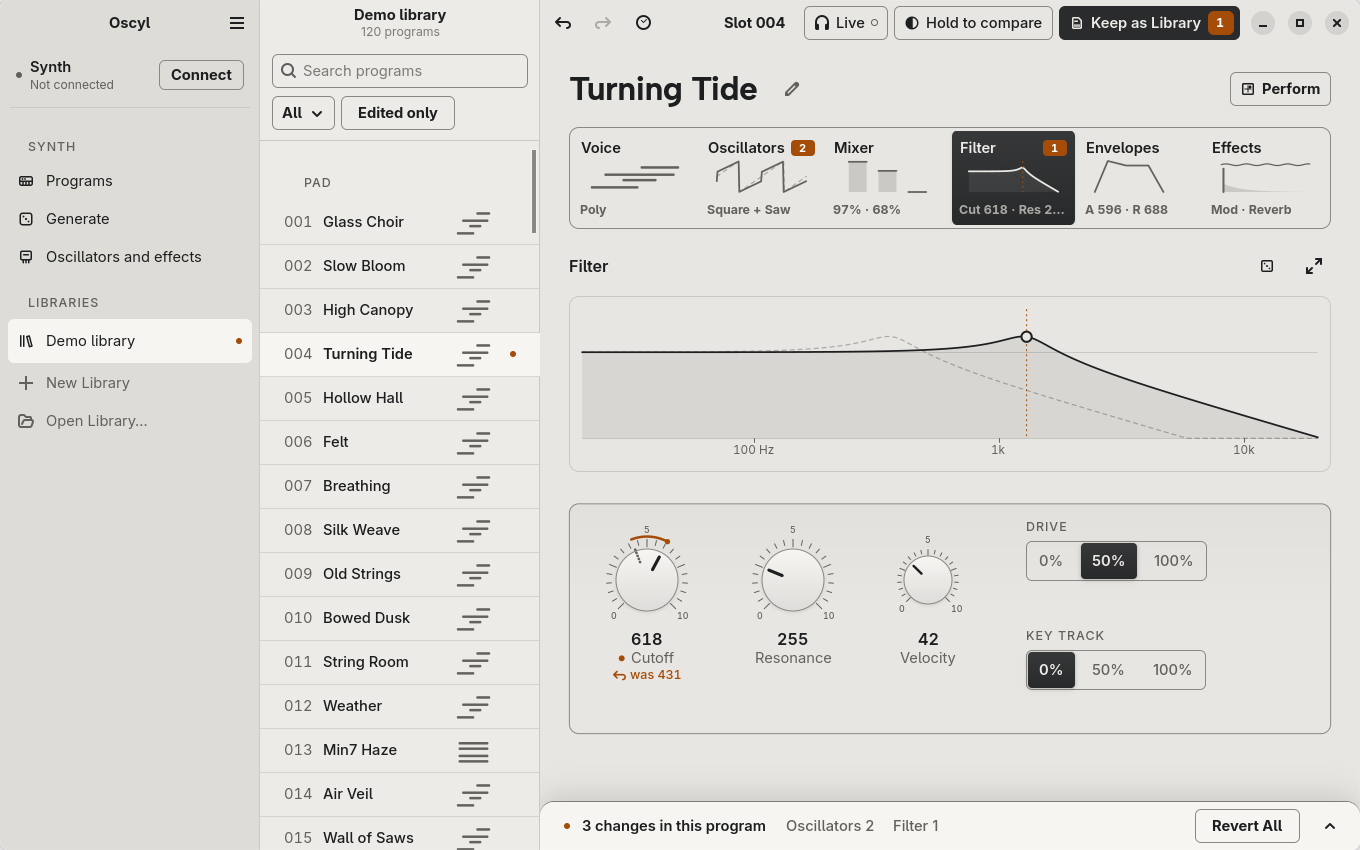 Oscyl
Synth
Not connected
Connect
SYNTH
Programs
Generate
Oscillators and effects
LIBRARIES
Demo library
New Library
Open Library…
Demo library
120 programs
Search programs
All
Edited only
PAD
001 Glass Choir
002 Slow Bloom
003 High Canopy
004 Turning Tide
005 Hollow Hall
006 Felt
007 Breathing
008 Silk Weave
009 Old Strings
010 Bowed Dusk
011 String Room
012 Weather
013 Min7 Haze
014 Air Veil
015 Wall of Saws
Slot 004
Live
Hold to compare
Keep as Library 1
Turning Tide
Perform
Voice
Poly
Oscillators 2
Square + Saw
Mixer
97% · 68%
Filter 1
Cut 618 · Res 2…
Envelopes
A 596 · R 688
Effects
Mod · Reverb
Filter
100 Hz 1k 10k
5
0 10
618
Cutoff
was 431
5
0 10
255
Resonance
5
0 10
42
Velocity
DRIVE
0% 50% 100%
KEY TRACK
0% 50% 100%
3 changes in this program Oscillators 2 Filter 1
Revert All